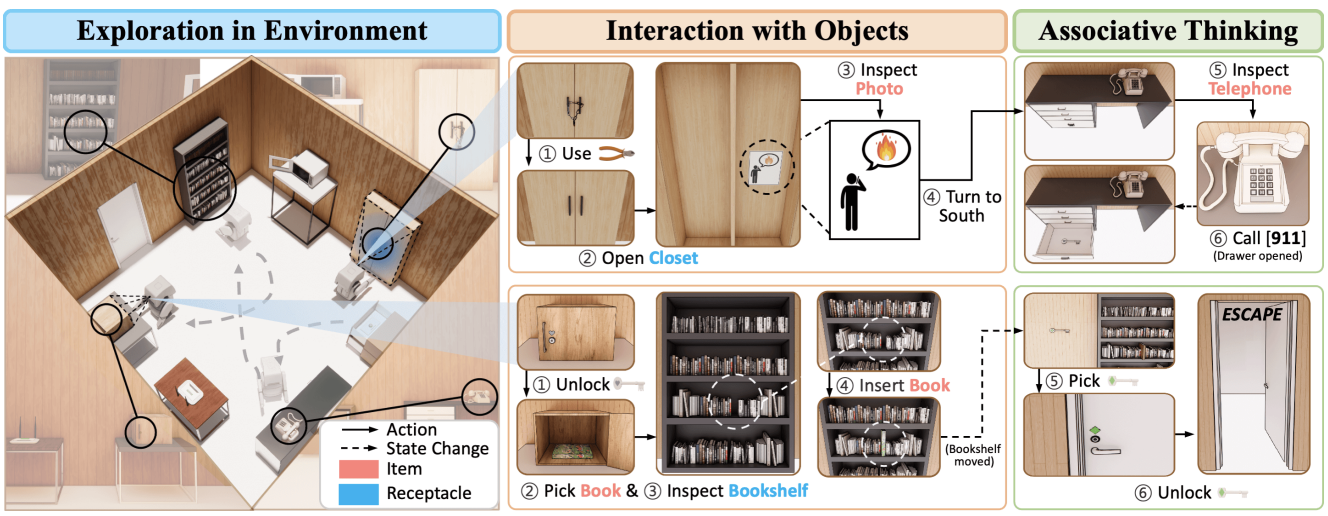 Exploration in Environment
Interaction with Objects
Associative Thinking
① Use
② Open Closet
③ Inspect
Photo
④ Turn to
South
⑤ Inspect
Telephone
⑥ Call [911]
(Drawer opened)
① Unlock
② Pick Book & ③ Inspect Bookshelf
④ Insert Book
(Bookshelf
moved)
⑤ Pick
ESCAPE
⑥ Unlock
Action
State Change
Item
Receptacle